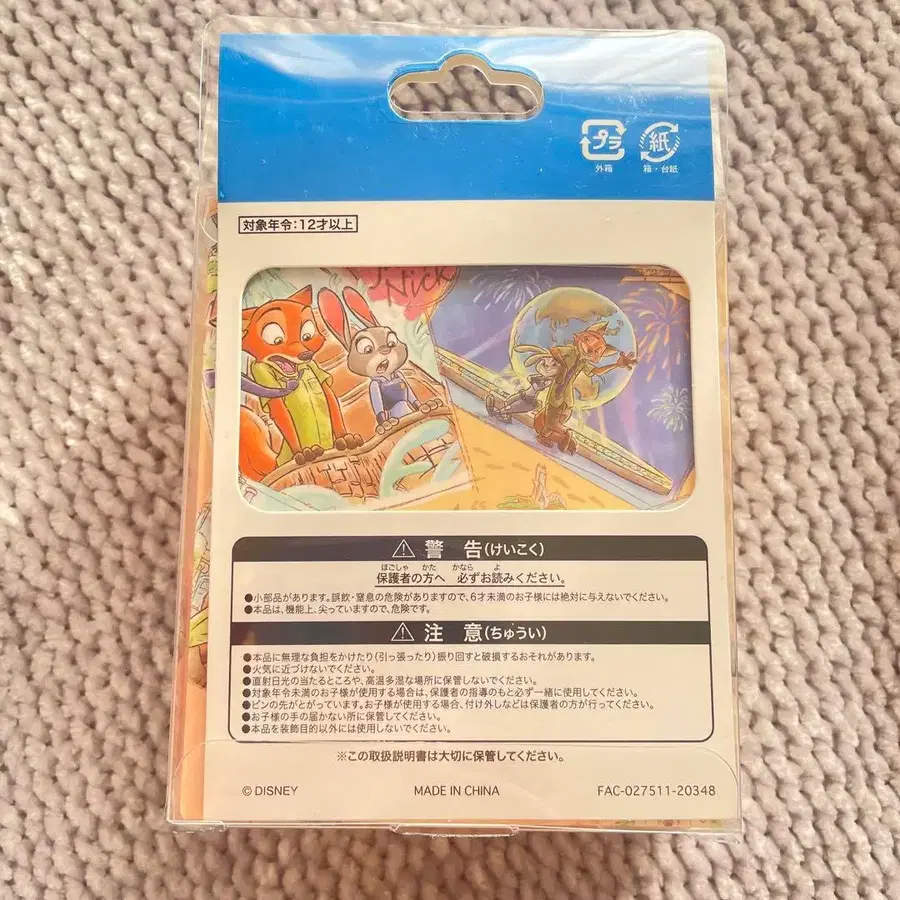 プラ
紙
外箱
箱・台紙
対象年令：12才以上
Nick
警 告（けいこく）
ほごしゃ かた かなら よ
保護者の方へ 必ずお読みください。
●小部品があります。誤飲・窒息の危険がありますので、6才未満のお子様には絶対に与えないでください。
●本品は、機能上、尖っていますので、危険です。
注 意（ちゅうい）
●本品に無理な負担をかけたり（引っ張ったり）振り回すと破損するおそれがあります。
●火気に近づけないでください。
●直射日光の当たるところや、高温多湿な場所に保管しないでください。
●対象年令未満のお子様が使用する場合は、保護者の指導のもと必ず一緒に使用してください。
●ピンの先がとがっています。お子様が使用する場合、付け外しなどは保護者の方が行ってください。
●お子様の手の届かない所に保管してください。
●本品を装飾目的以外には使用しないでください。
※この取扱説明書は大切に保管してください。
© DISNEY
MADE IN CHINA
FAC-027511-20348